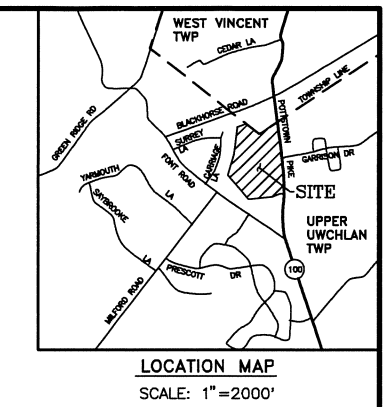 WEST VINCENT
TWP
CEDAR LA
TOWNSHIP LINE
BLACKHORSE ROAD
POTTSTOWN
PIKE
GREEN RIDGE RD
SURREY
LA
CARRIAGE
LA
GARRISON DR
FONT ROAD
YARMOUTH
LA
SITE
SAYBROOKE
LA
UPPER
UWCHLAN
TWP
PRESCOTT DR
100
MILFORD ROAD
LOCATION MAP
SCALE: 1"=2000'